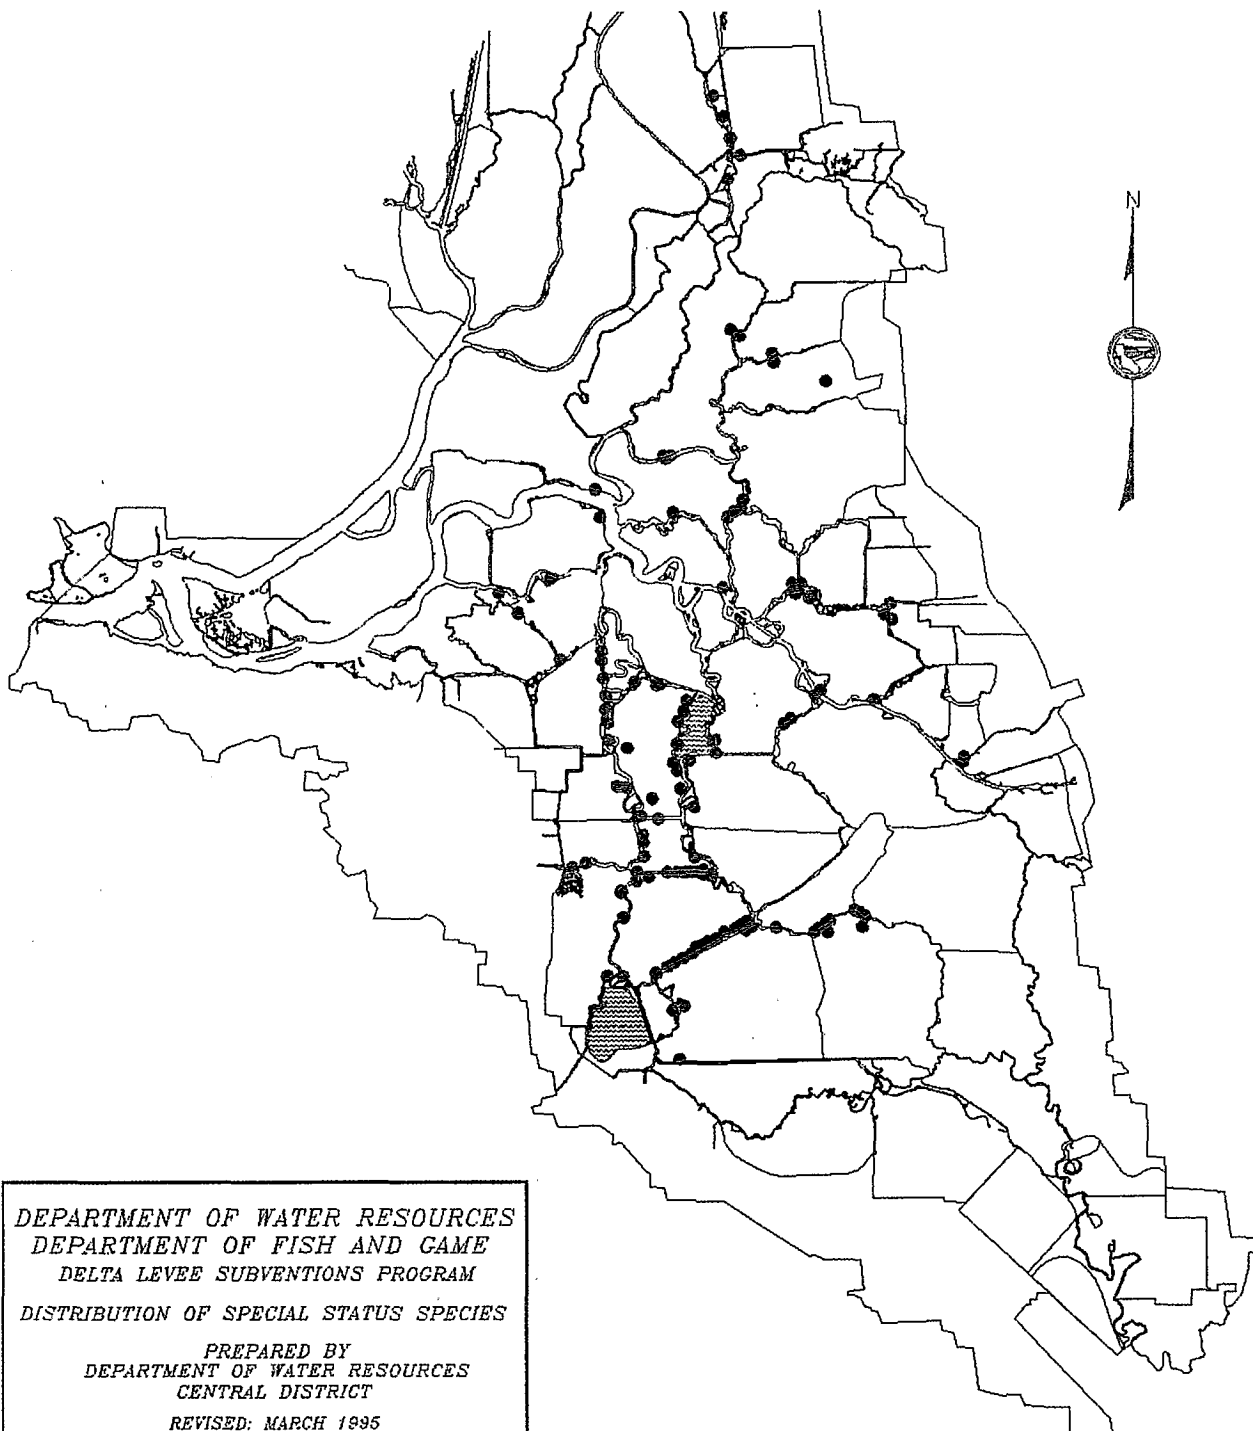 N
DEPARTMENT OF WATER RESOURCES
DEPARTMENT OF FISH AND GAME
DELTA LEVEE SUBVENTIONS PROGRAM
DISTRIBUTION OF SPECIAL STATUS SPECIES
PREPARED BY
DEPARTMENT OF WATER RESOURCES
CENTRAL DISTRICT
REVISED: MARCH 1995